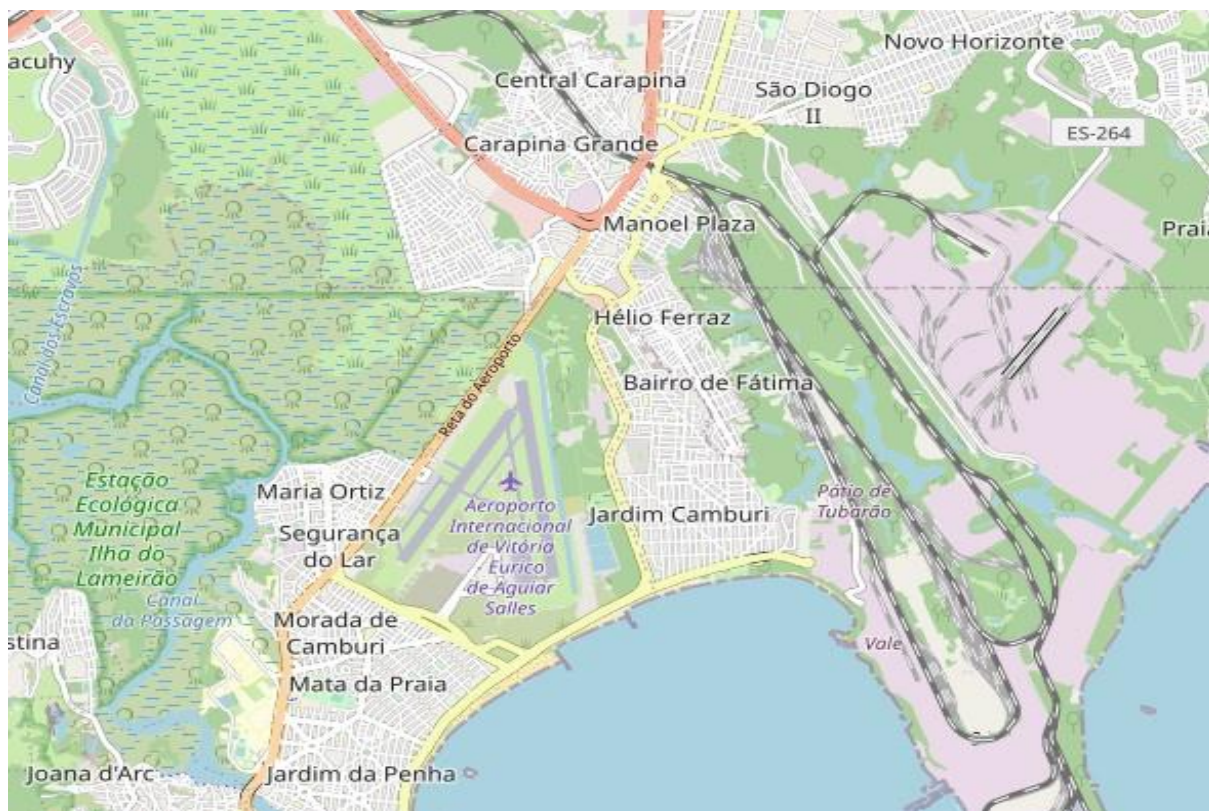 acuhy
Novo Horizonte
Central Carapina
São Diogo
II
ES-264
Carapina Grande
Manoel Plaza
Praia
Canal dos Escravos
Hélio Ferraz
Reta do Aeroporto
Bairro de Fátima
Estação
Ecológica
Municipal
Ilha do
Lameirão
Maria Ortiz
Segurança
do Lar
Aeroporto
Internacional
de Vitória
- Eurico
de Aguiar
Salles
Jardim Camburi
Pátio de
Tubarão
Canal
da Passagem
Morada de
Camburi
stina
Vale
Mata da Praia
Joana d'Arc
Jardim da Penha